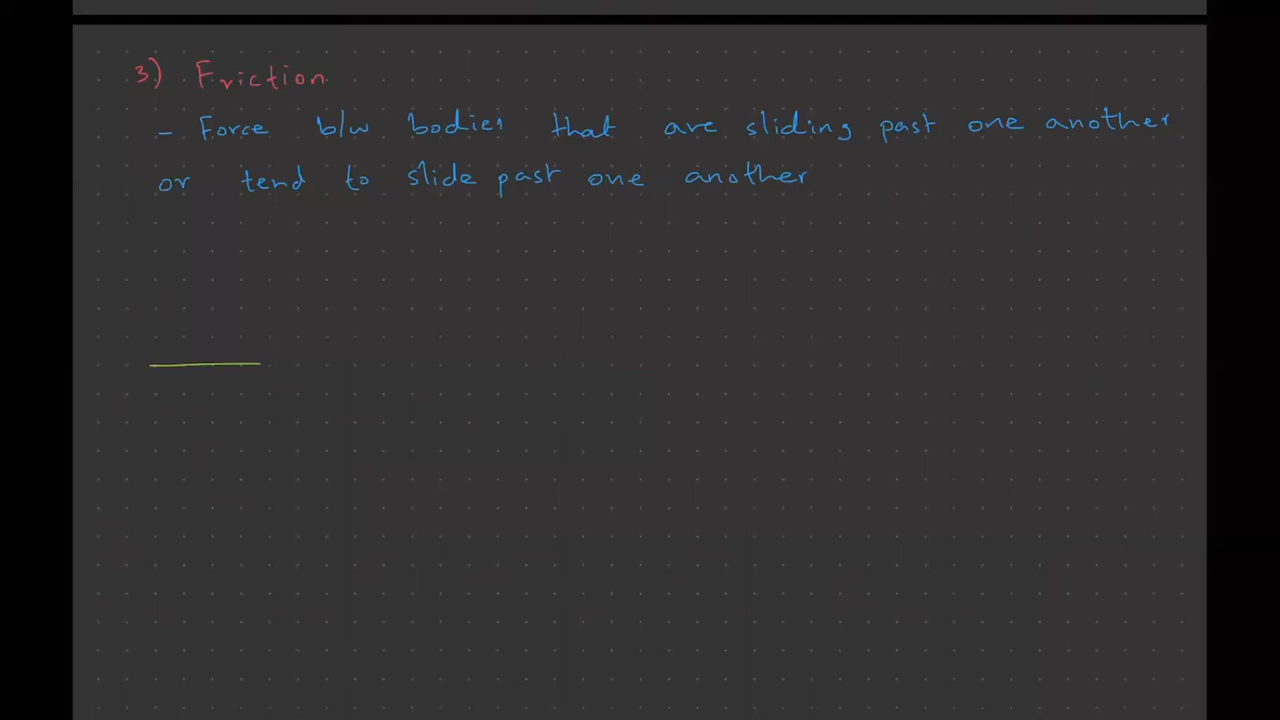 3) Friction
- Force b/w bodies that are sliding past one another
or tend to slide past one another